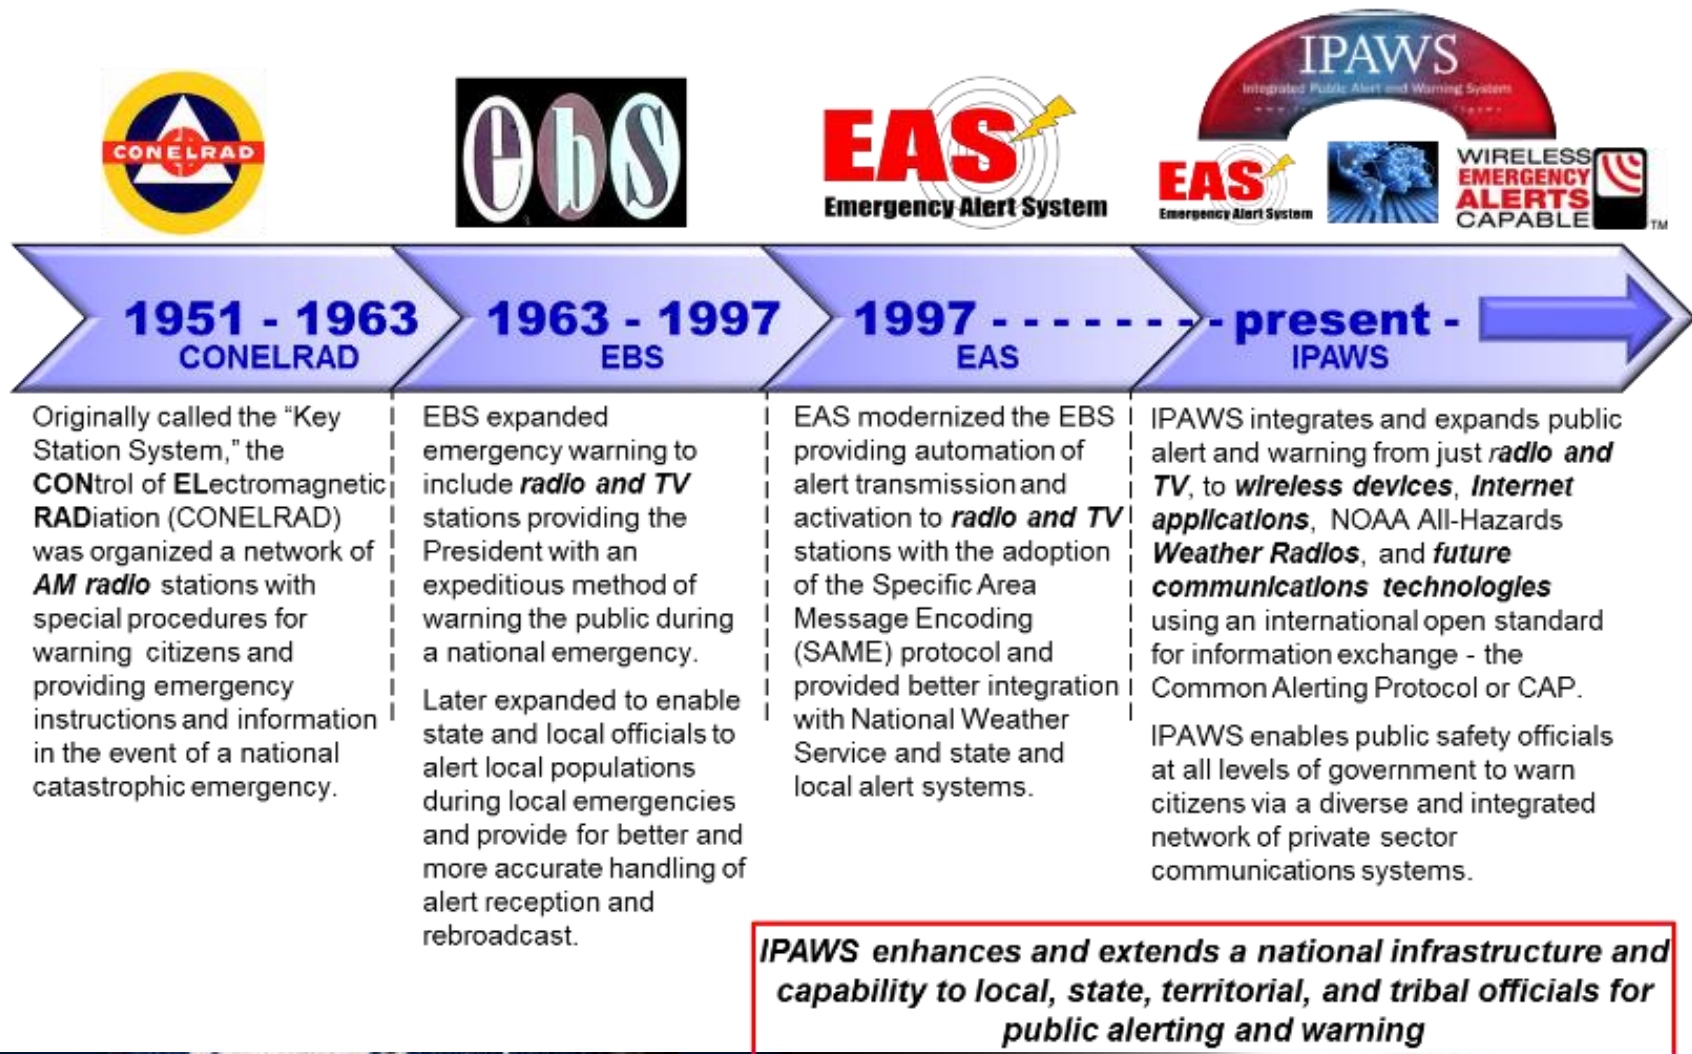 CONELRAD
ebs
EAS
Emergency Alert System
IPAWS
Integrated Public Alert and Warning System
EAS
Emergency Alert System
WIRELESS
EMERGENCY
ALERTS
CAPABLE
TM
1951 - 1963
CONELRAD
1963 - 1997
EBS
1997 - - - - - - - -
EAS
present -
IPAWS
Originally called the “Key
Station System,” the
CONtrol of ELectromagnetic
RADiation (CONELRAD)
was organized a network of
AM radio stations with
special procedures for
warning citizens and
providing emergency
instructions and information
in the event of a national
catastrophic emergency.
EBS expanded
emergency warning to
include radio and TV
stations providing the
President with an
expeditious method of
warning the public during
a national emergency.
Later expanded to enable
state and local officials to
alert local populations
during local emergencies
and provide for better and
more accurate handling of
alert reception and
rebroadcast.
EAS modernized the EBS
providing automation of
alert transmission and
activation to radio and TV
stations with the adoption
of the Specific Area
Message Encoding
(SAME) protocol and
provided better integration
with National Weather
Service and state and
local alert systems.
IPAWS integrates and expands public
alert and warning from just radio and
TV, to wireless devices, Internet
applications, NOAA All-Hazards
Weather Radios, and future
communications technologies
using an international open standard
for information exchange - the
Common Alerting Protocol or CAP.
IPAWS enables public safety officials
at all levels of government to warn
citizens via a diverse and integrated
network of private sector
communications systems.
IPAWS enhances and extends a national infrastructure and
capability to local, state, territorial, and tribal officials for
public alerting and warning